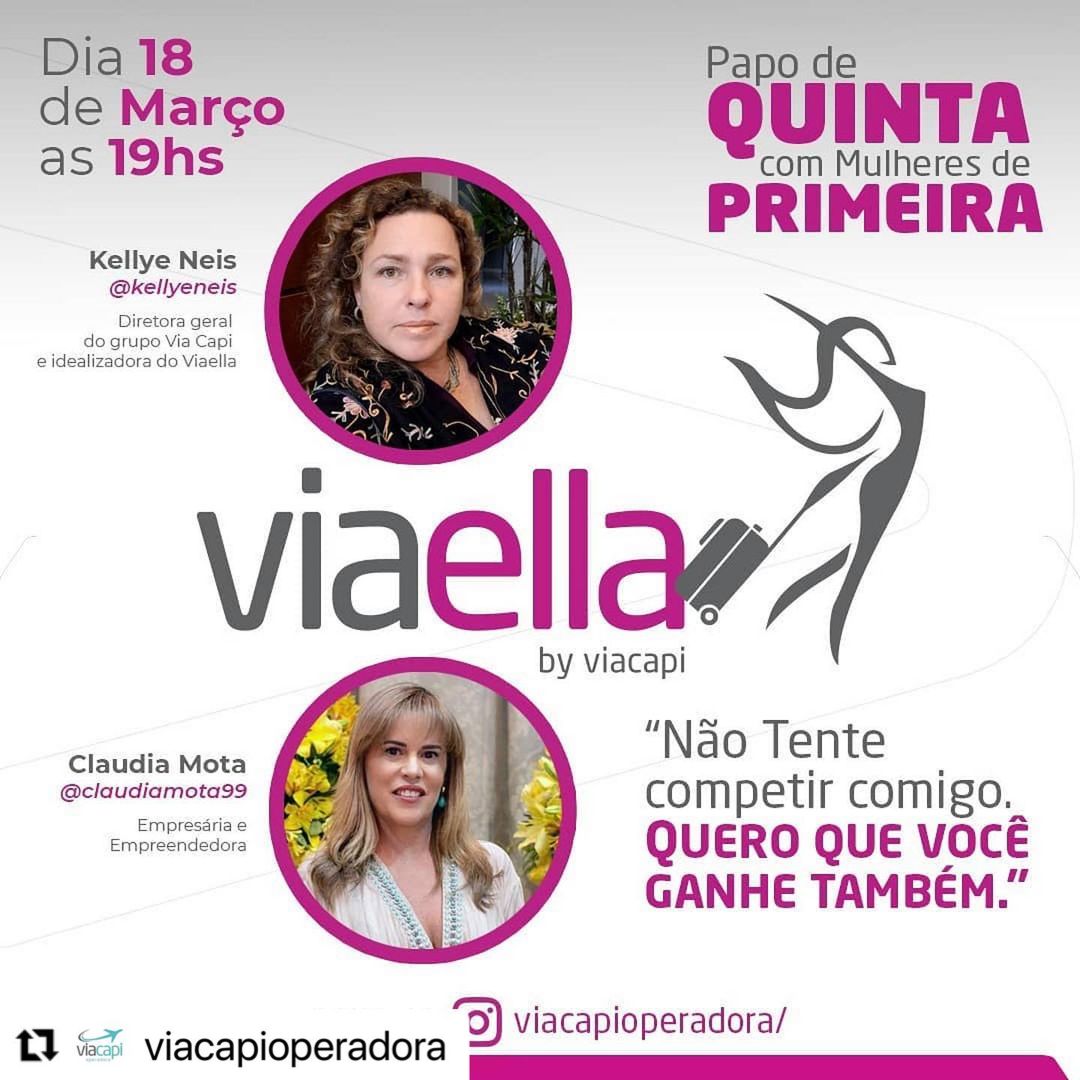 Dia 18
de Março
as 19hs
Papo de
QUINTA
com Mulheres de
PRIMEIRA
Kellye Neis
@kellyeneis
Diretora geral
do grupo Via Capi
e idealizadora do Viaella
viaella
by viacapi
Claudia Mota
@claudiamota99
Empresária e
Empreendedora
“Não Tente
competir comigo.
QUERO QUE VOCÊ
GANHE TAMBÉM.”
viacapioperadora/
viacapi
viacapioperadora